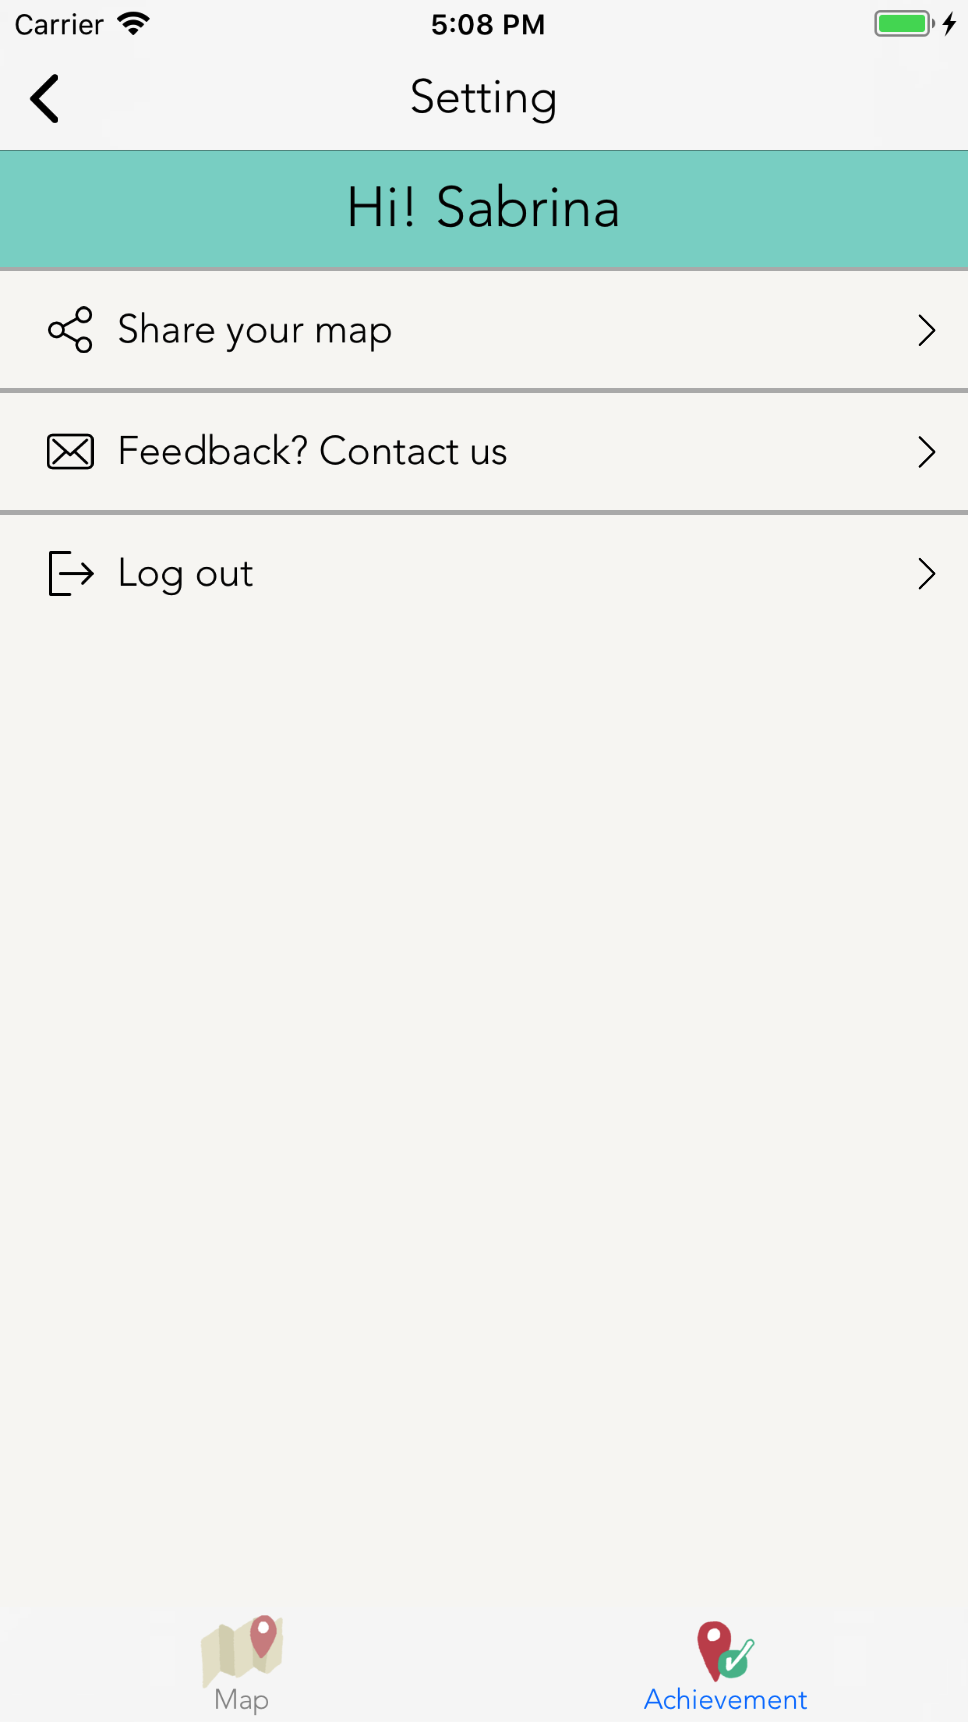 Carrier 5:08 PM
Setting
Hi! Sabrina
Share your map
Feedback? Contact us
Log out
Map Achievement